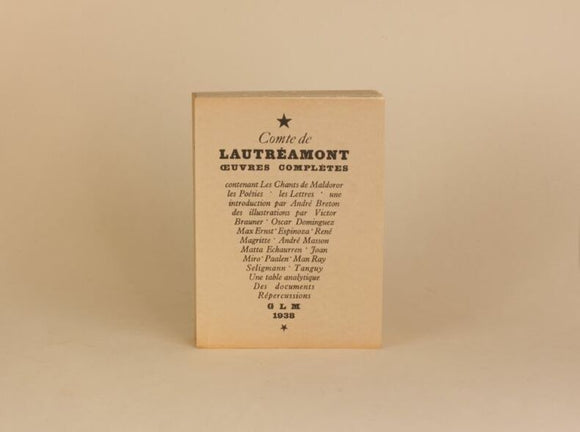 Comte de
LAUTRÉAMONT
ŒUVRES COMPLÈTES
contenant Les Chants de Maldoror
les Poésies · les Lettres · une
introduction par André Breton
des illustrations par Victor
Brauner · Oscar Dominguez
Max Ernst · Espinoza · René
Magritte · André Masson
Matta Echaurren · Joan
Miro · Paalen · Man Ray
Seligmann · Tanguy
Une table analytique
Des documents
Répercussions
G L M
1938